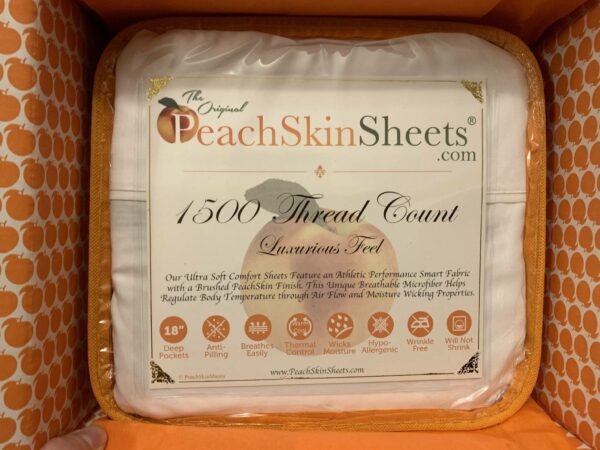 The
Original
PeachSkinSheets®
.com
1500 Thread Count
Luxurious Feel
Our Ultra Soft Comfort Sheets Feature an Athletic Performance Smart Fabric
with a Brushed PeachSkin Finish. This Unique Breathable Microfiber Helps
Regulate Body Temperature through Air Flow and Moisture Wicking Properties.
18"
Deep Pockets
Anti-Pilling
Breathes Easily
Thermal Control
Wicks Moisture
Hypo-Allergenic
Wrinkle Free
Will Not Shrink
© PeachSkinSheets
www.PeachSkinSheets.com